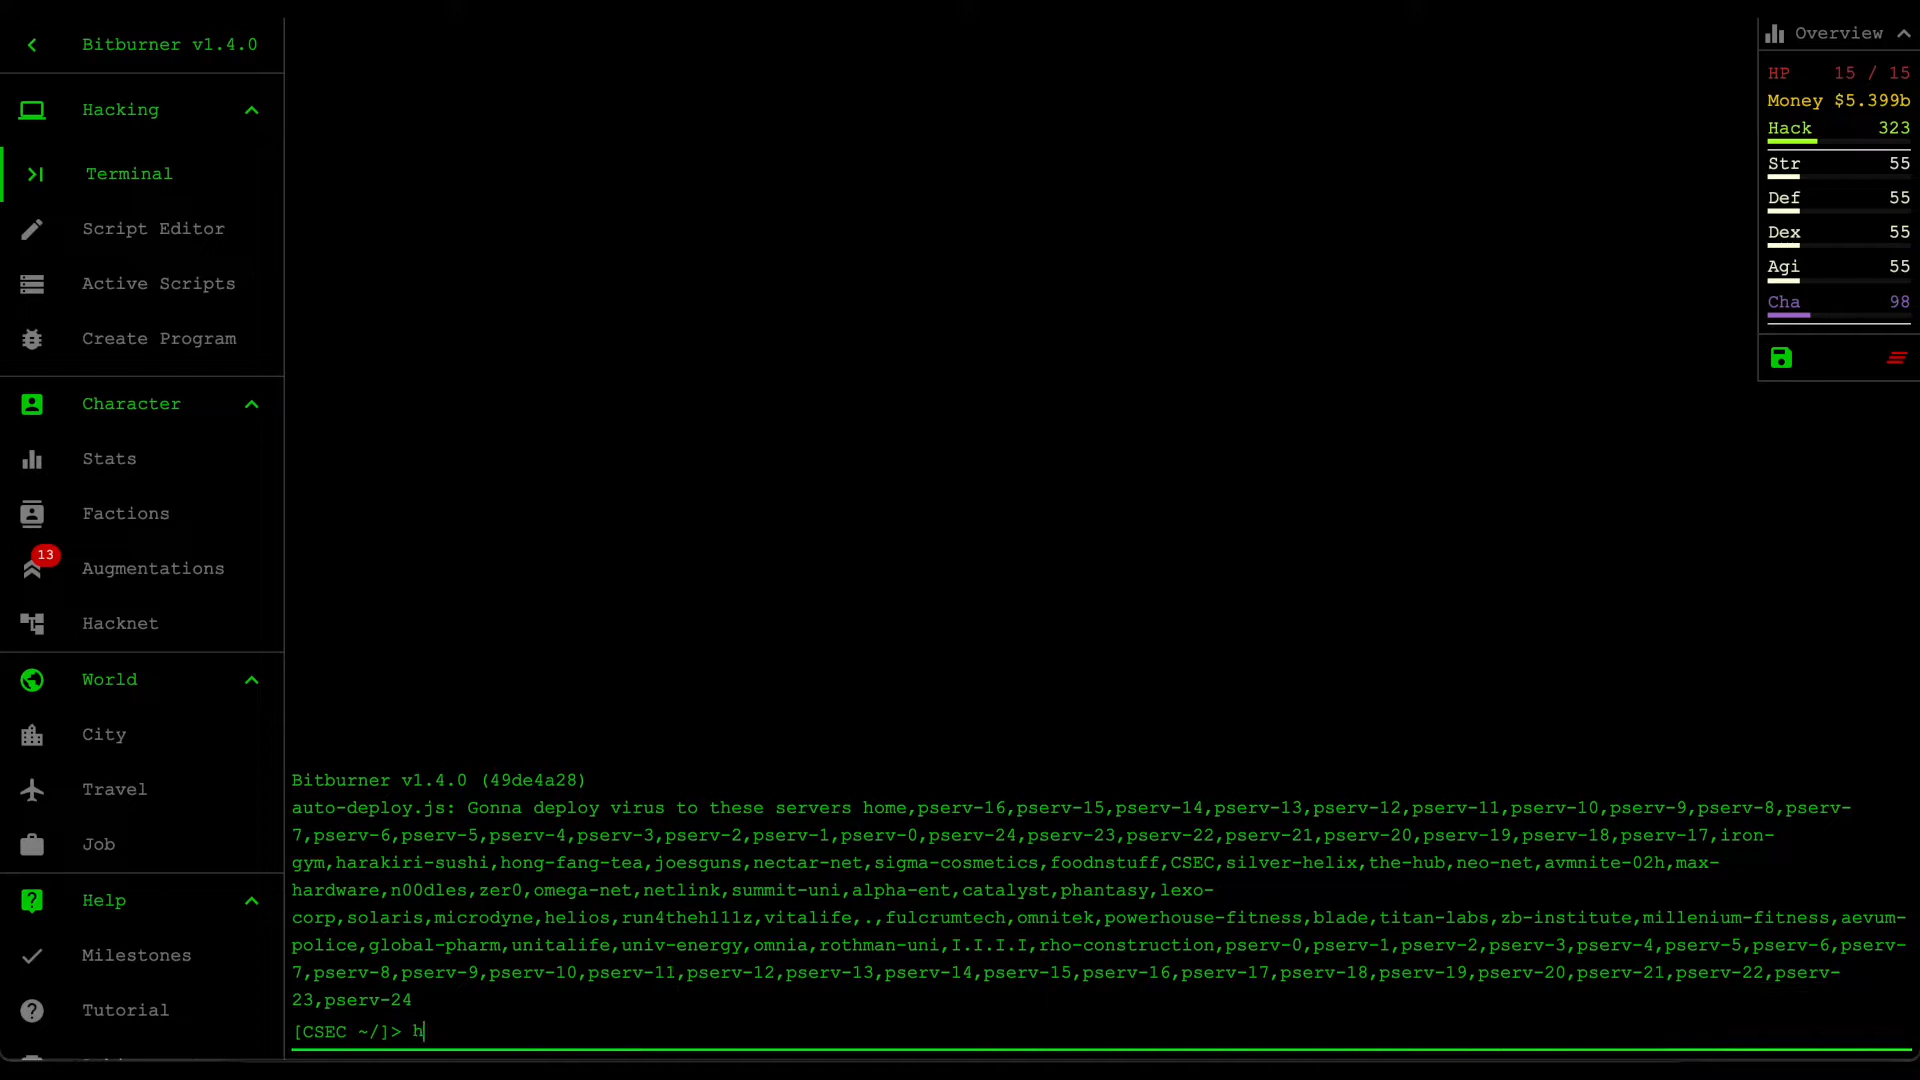 Bitburner v1.4.0
Hacking
Terminal
Script Editor
Active Scripts
Create Program
Character
Stats
Factions
13
Augmentations
Hacknet
World
City
Travel
Job
Help
Milestones
Tutorial
Overview
HP 15 / 15
Money $5.399b
Hack 323
Str 55
Def 55
Dex 55
Agi 55
Cha 98
Bitburner v1.4.0 (49de4a28)
auto-deploy.js: Gonna deploy virus to these servers home,pserv-16,pserv-15,pserv-14,pserv-13,pserv-12,pserv-11,pserv-10,pserv-9,pserv-8,pserv-
7,pserv-6,pserv-5,pserv-4,pserv-3,pserv-2,pserv-1,pserv-0,pserv-24,pserv-23,pserv-22,pserv-21,pserv-20,pserv-19,pserv-18,pserv-17,iron-
gym,harakiri-sushi,hong-fang-tea,joesguns,nectar-net,sigma-cosmetics,foodnstuff,CSEC,silver-helix,the-hub,neo-net,avmnite-02h,max-
hardware,n00dles,zer0,omega-net,netlink,summit-uni,alpha-ent,catalyst,phantasy,lexo-
corp,solaris,microdyne,helios,run4theh111z,vitalife,.,fulcrumtech,omnitek,powerhouse-fitness,blade,titan-labs,zb-institute,millenium-fitness,aevum-
police,global-pharm,unitalife,univ-energy,omnia,rothman-uni,I.I.I.I,rho-construction,pserv-0,pserv-1,pserv-2,pserv-3,pserv-4,pserv-5,pserv-6,pserv-
7,pserv-8,pserv-9,pserv-10,pserv-11,pserv-12,pserv-13,pserv-14,pserv-15,pserv-16,pserv-17,pserv-18,pserv-19,pserv-20,pserv-21,pserv-22,pserv-
23,pserv-24
[CSEC ~/]> h